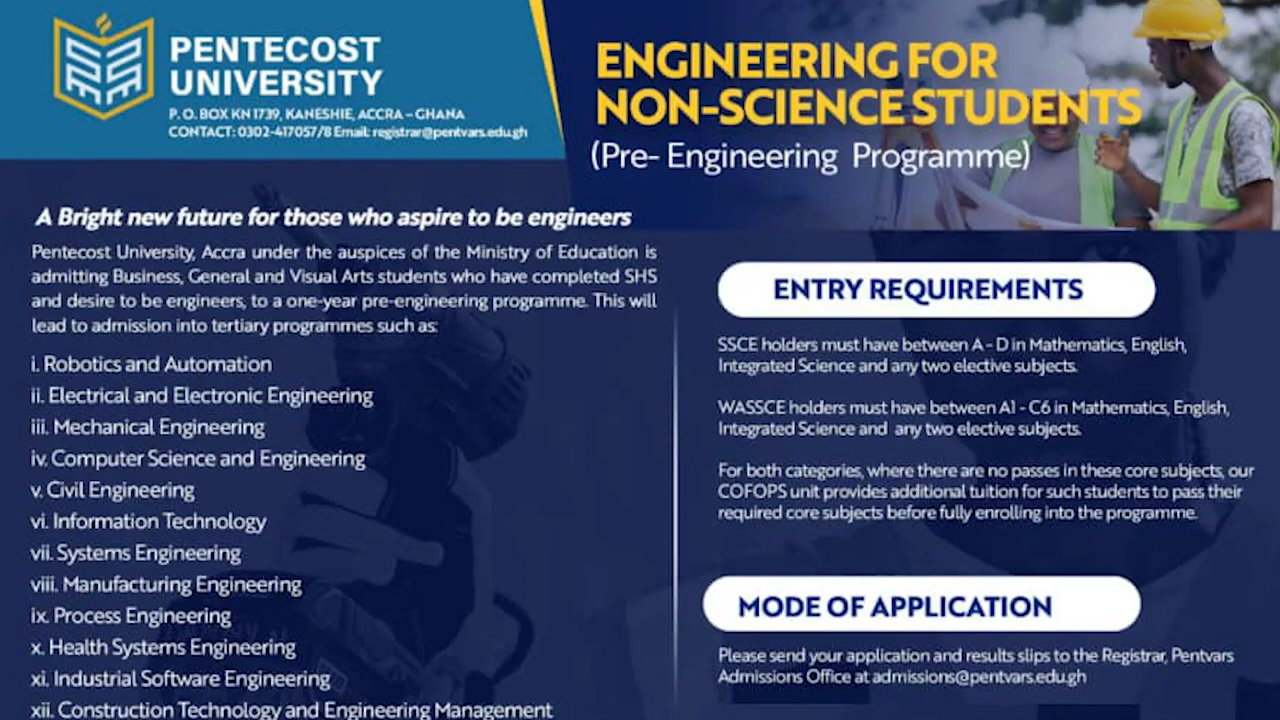 PENTECOST
UNIVERSITY
P. O. BOX KN 1739, KANESHIE, ACCRA – GHANA
CONTACT: 0302-417057/8 Email: registrar@pentvars.edu.gh
ENGINEERING FOR
NON-SCIENCE STUDENTS
(Pre- Engineering Programme)
A Bright new future for those who aspire to be engineers
Pentecost University, Accra under the auspices of the Ministry of Education is
admitting Business, General and Visual Arts students who have completed SHS
and desire to be engineers, to a one-year pre-engineering programme. This will
lead to admission into tertiary programmes such as:
i. Robotics and Automation
ii. Electrical and Electronic Engineering
iii. Mechanical Engineering
iv. Computer Science and Engineering
v. Civil Engineering
vi. Information Technology
vii. Systems Engineering
viii. Manufacturing Engineering
ix. Process Engineering
x. Health Systems Engineering
xi. Industrial Software Engineering
xii. Construction Technology and Engineering Management
ENTRY REQUIREMENTS
SSCE holders must have between A - D in Mathematics, English,
Integrated Science and any two elective subjects.
WASSCE holders must have between A1 - C6 in Mathematics, English,
Integrated Science and any two elective subjects.
For both categories, where there are no passes in these core subjects, our
COFOPS unit provides additional tuition for such students to pass their
required core subjects before fully enrolling into the programme.
MODE OF APPLICATION
Please send your application and results slips to the Registrar, Pentvars
Admissions Office at admissions@pentvars.edu.gh